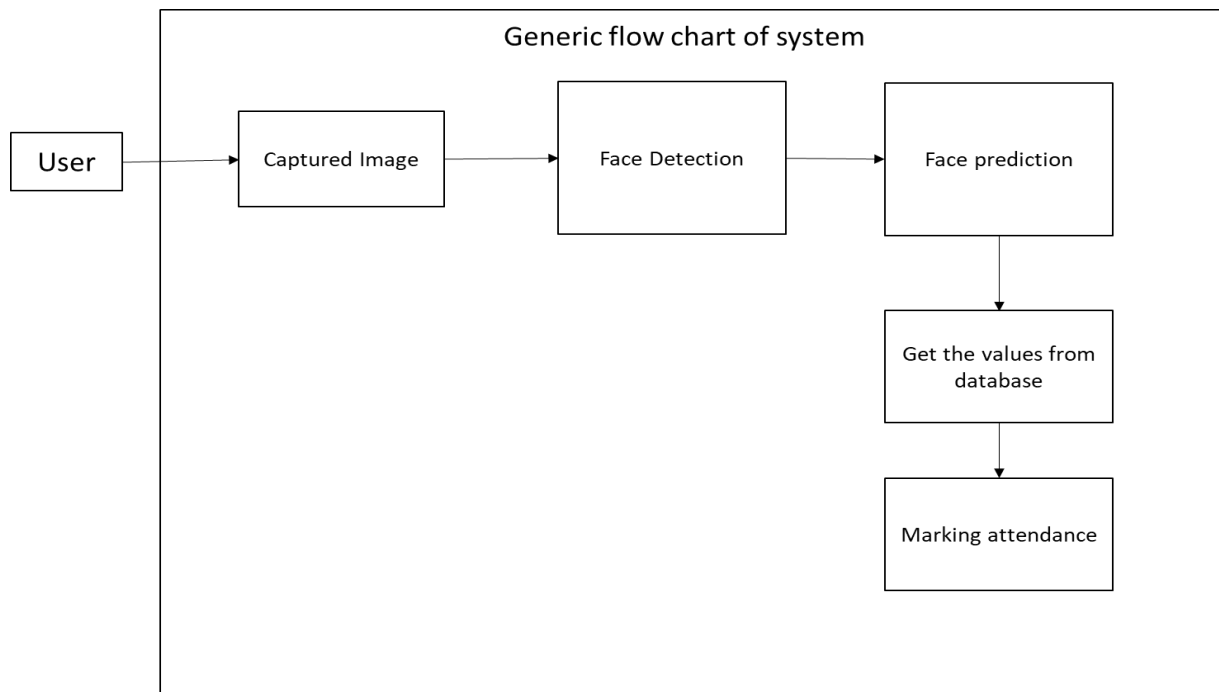 Generic flow chart of system
User
Captured Image
Face Detection
Face prediction
Get the values from
database
Marking attendance